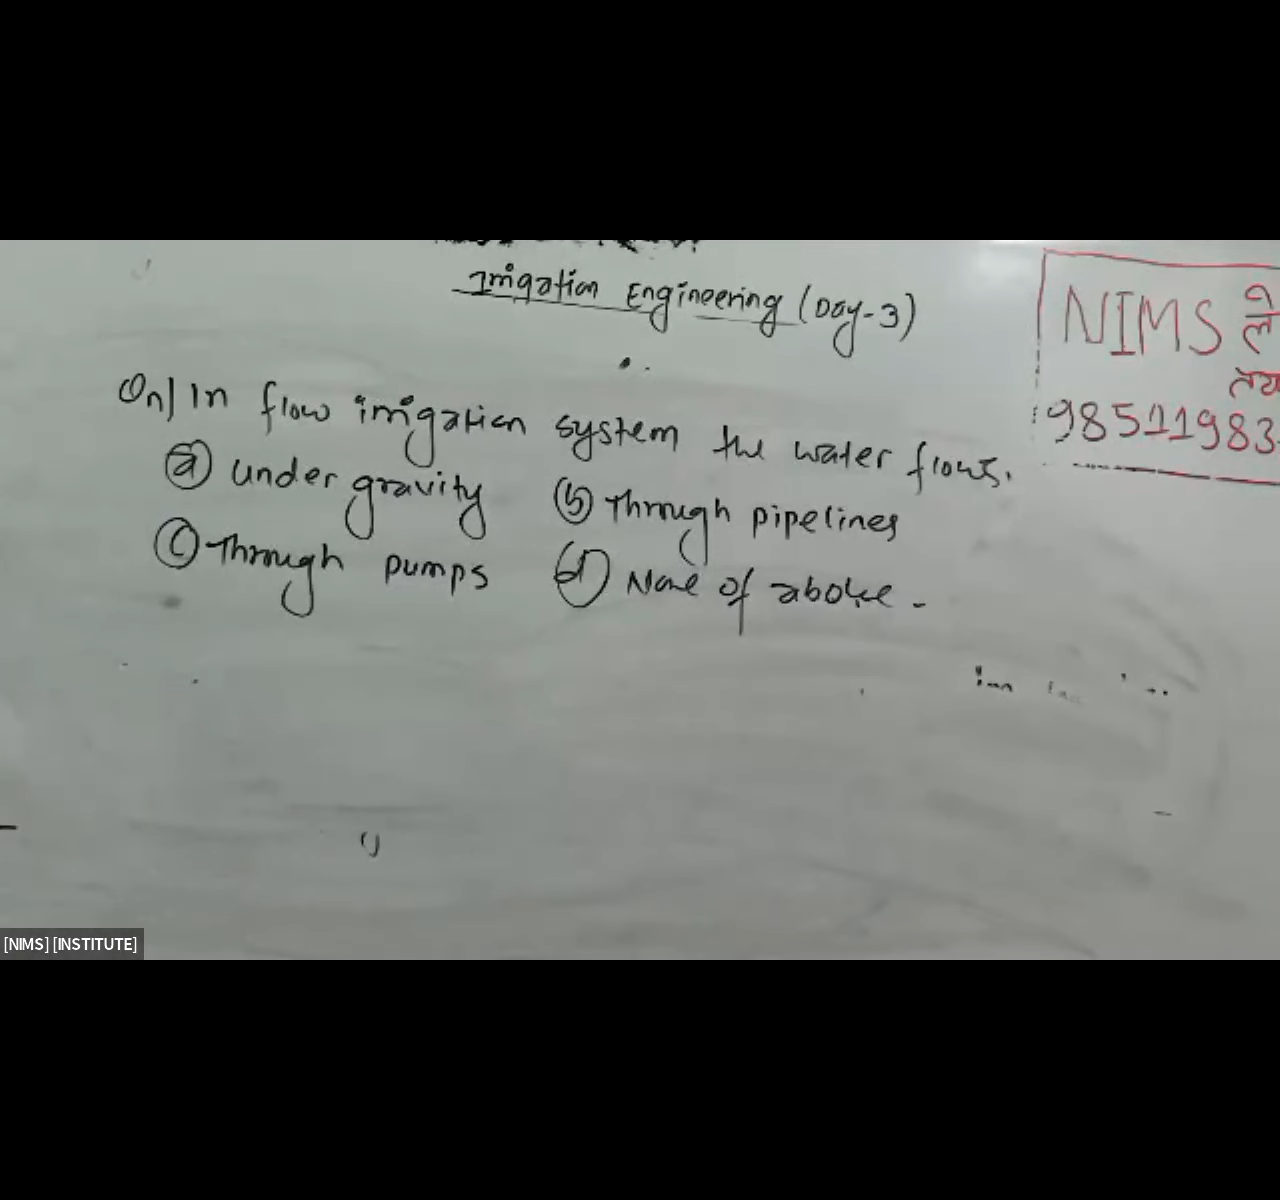 Irrigation Engineering (Day-3)
NIMS
98511983
Qn) In flow irrigation system the water flows.
(a) under gravity (b) Through pipelines
(c) Through pumps (d) None of above.
[NIMS] [INSTITUTE]